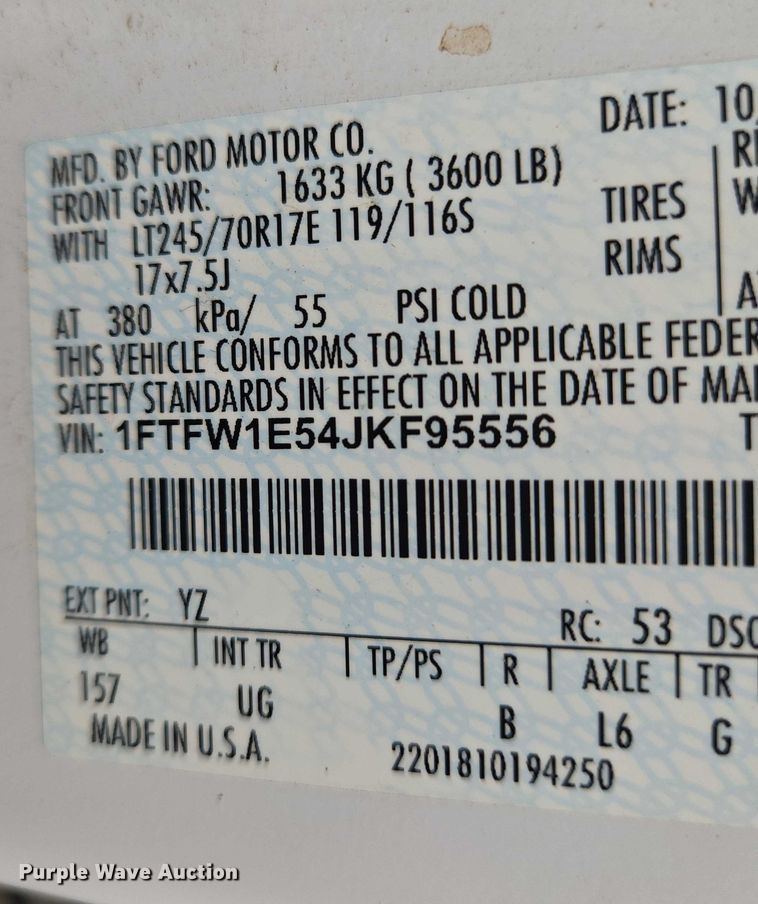 DATE: 10
MFD. BY FORD MOTOR CO.
FRONT GAWR: 1633 KG ( 3600 LB)
WITH LT245/70R17E 119/116S TIRES
17x7.5J RIMS
AT 380 kPa/ 55 PSI COLD
THIS VEHICLE CONFORMS TO ALL APPLICABLE FEDER
SAFETY STANDARDS IN EFFECT ON THE DATE OF MA
VIN: 1FTFW1E54JKF95556 T
EXT PNT: YZ RC: 53 DSO
WB INT TR TP/PS R AXLE TR
157 UG B L6 G
MADE IN U.S.A. 2201810194250
Purple Wave Auction